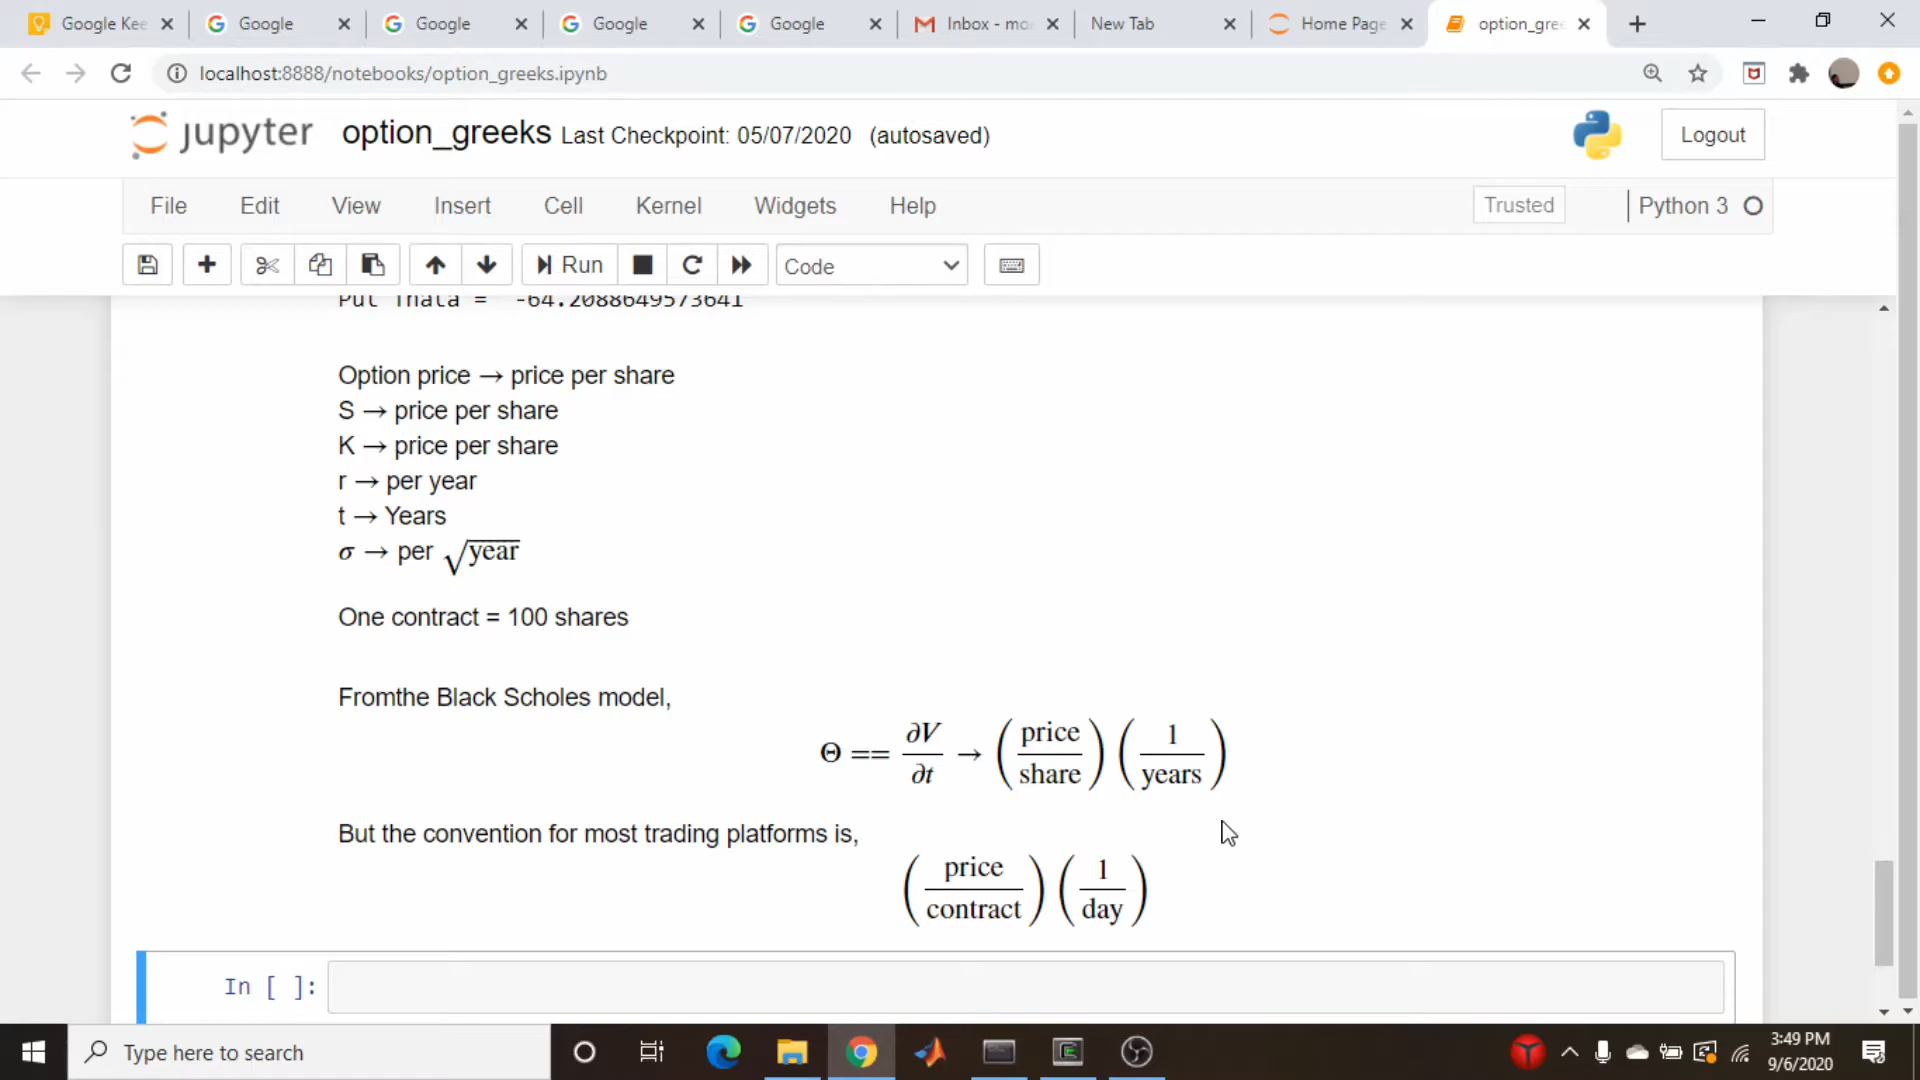 Google Kee
Google
Google
Google
Google
Inbox - mo
New Tab
Home Page
option_gre
localhost:8888/notebooks/option_greeks.ipynb
jupyter option_greeks Last Checkpoint: 05/07/2020 (autosaved)
Logout
File Edit View Insert Cell Kernel Widgets Help
Trusted
Python 3
Run
Code
Put Thata = -64.2088649573641
Option price → price per share
S → price per share
K → price per share
r → per year
t → Years
σ → per √year
One contract = 100 shares
Fromthe Black Scholes model,
Θ == ∂V/∂t → (price/share) (1/years)
But the convention for most trading platforms is,
(price/contract) (1/day)
In [ ]:
Type here to search
3:49 PM
9/6/2020